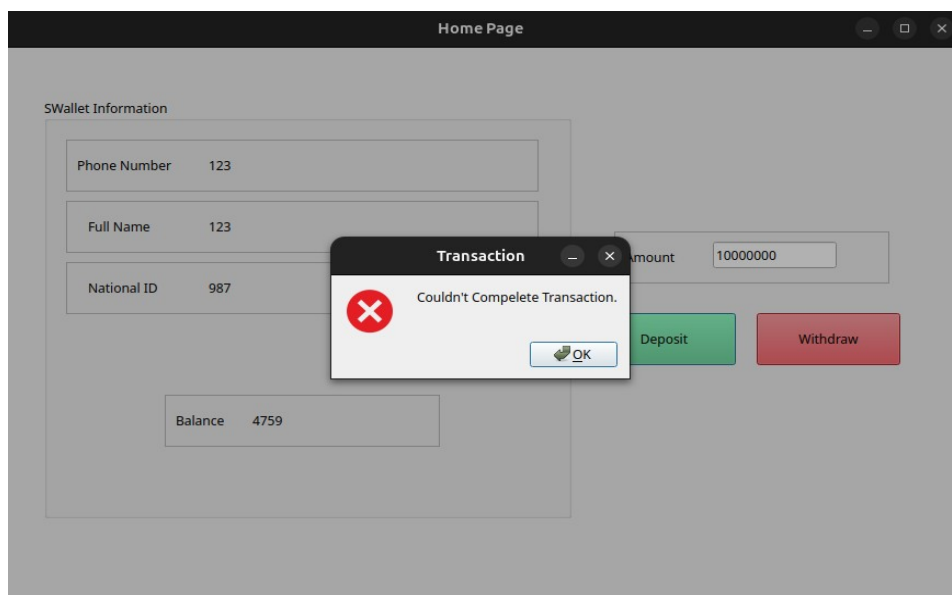 Home Page
SWallet Information
Phone Number 123
Full Name 123
National ID 987
Transaction
Couldn't Compelete Transaction.
OK
Amount 10000000
Deposit Withdraw
Balance 4759